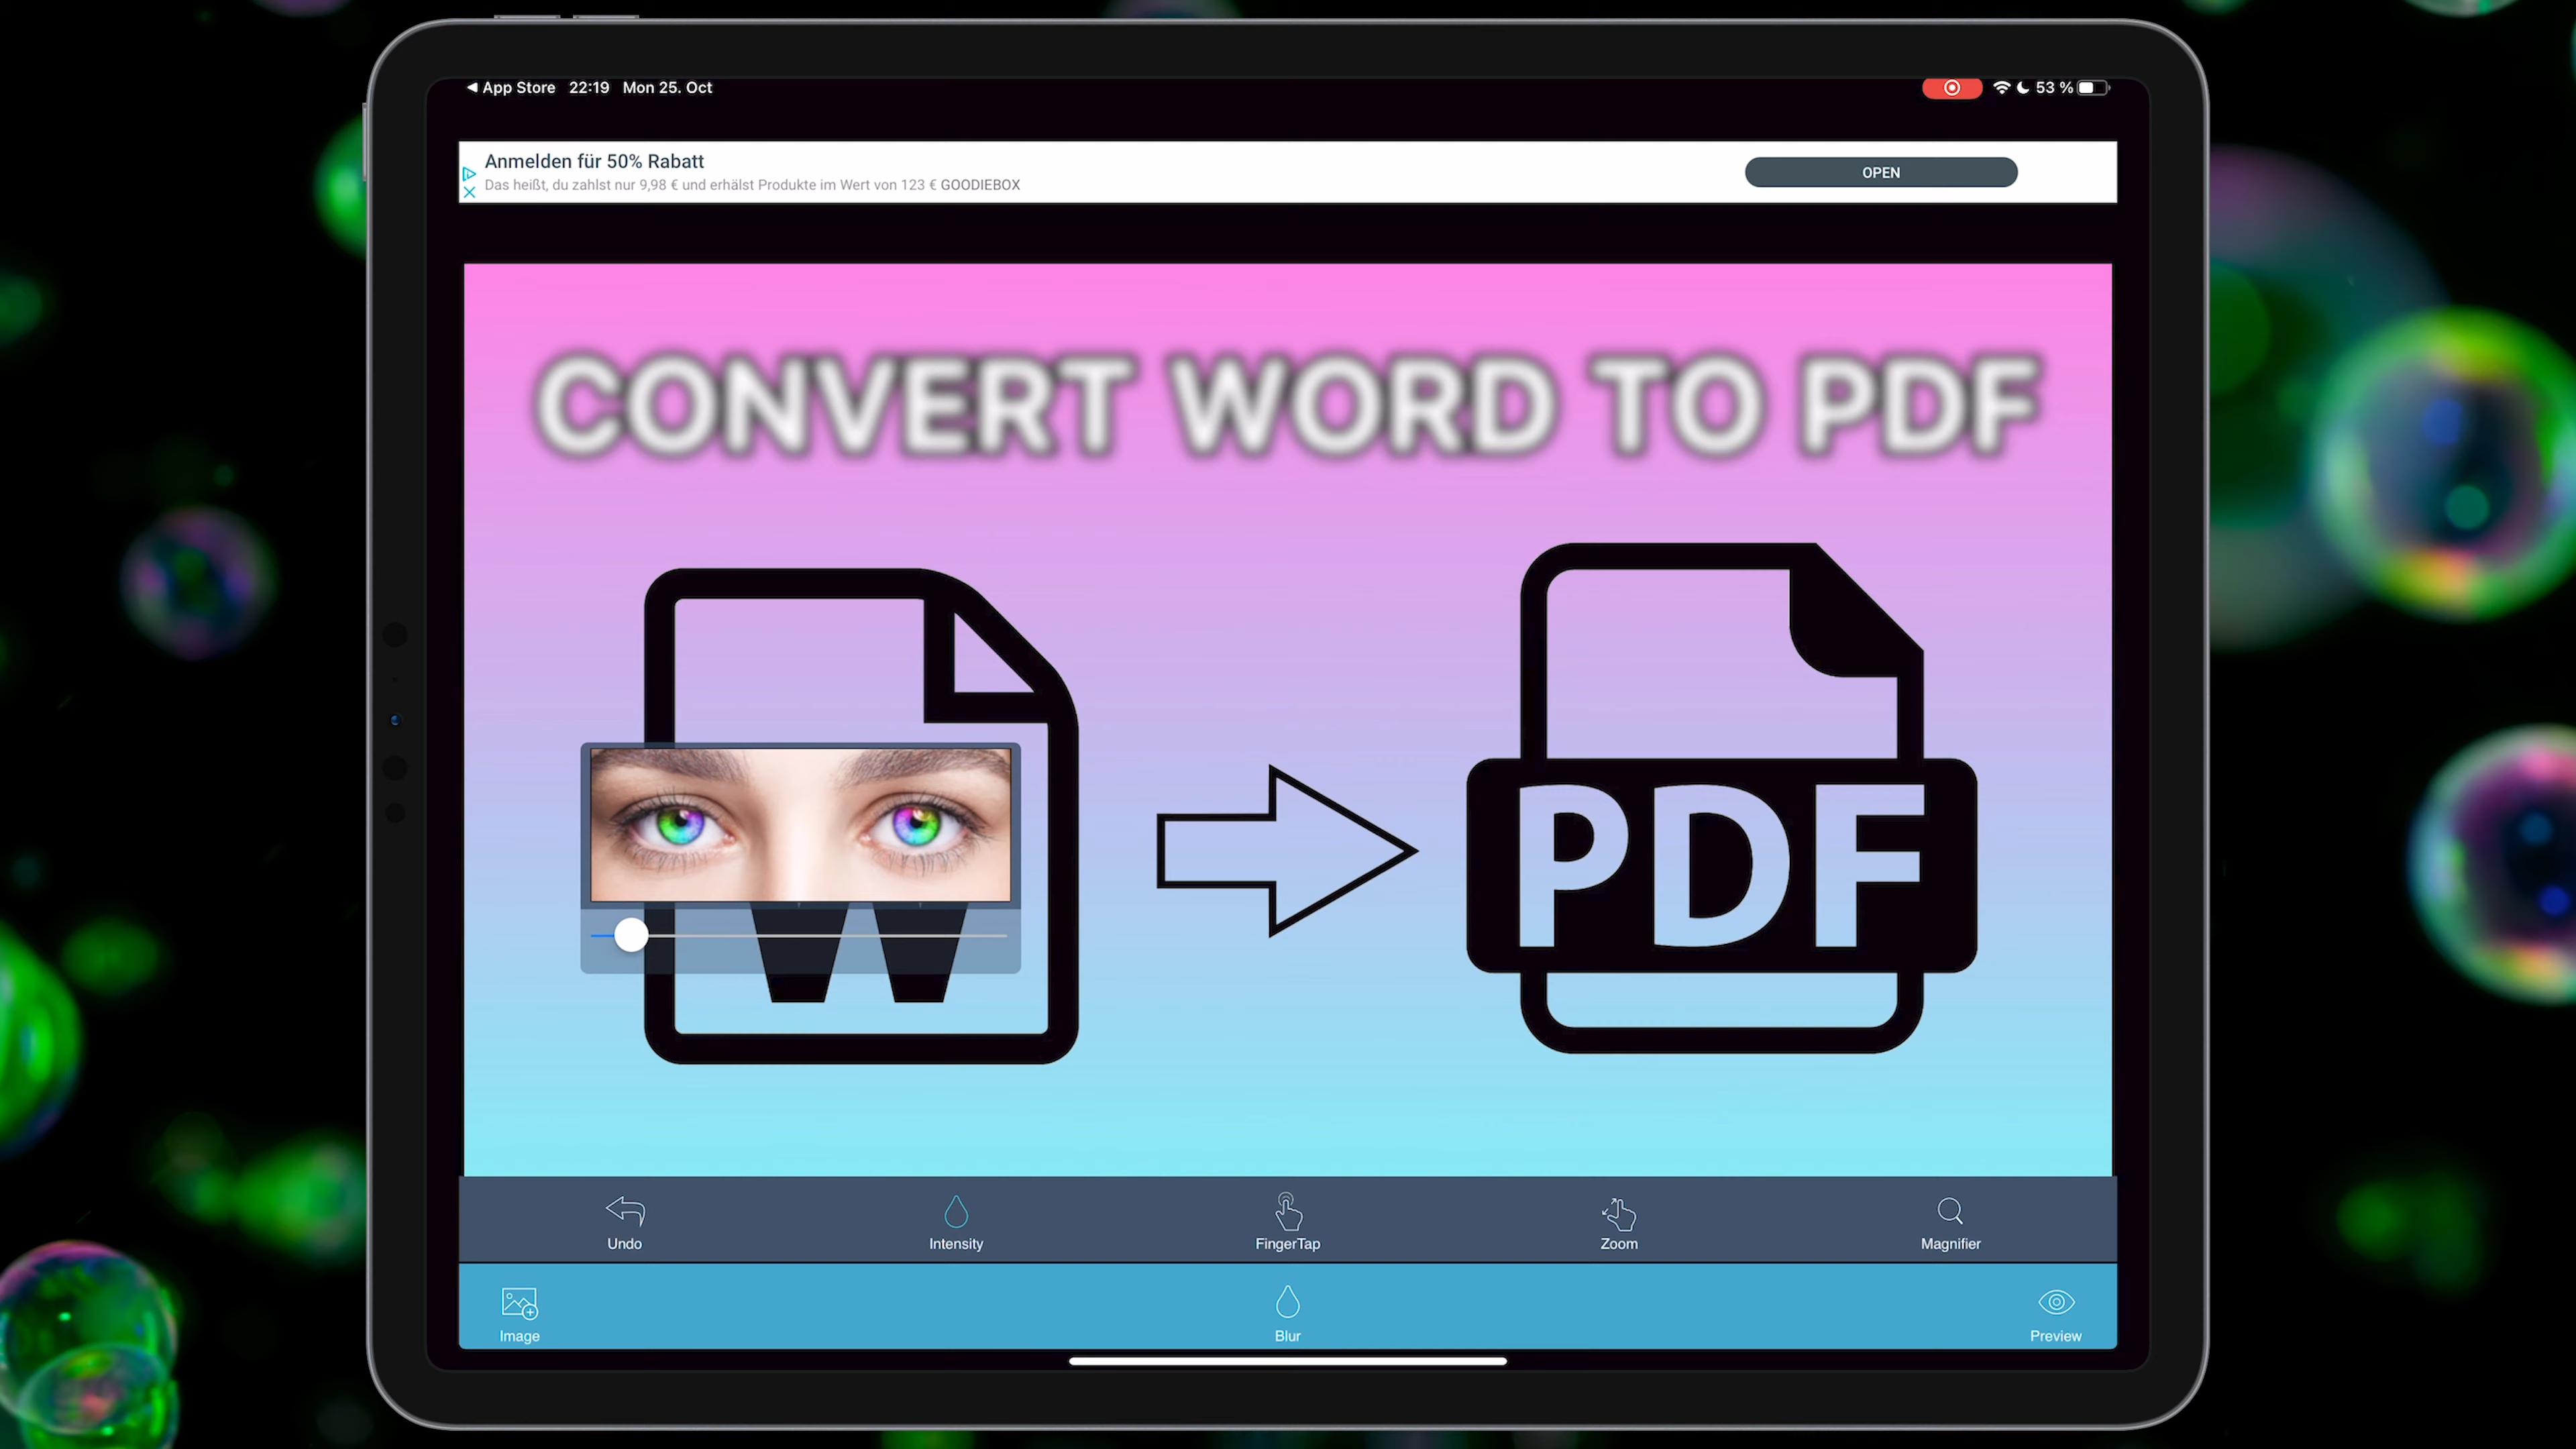 App Store 22:19 Mon 25. Oct
53 %
Anmelden für 50% Rabatt
Das heißt, du zahlst nur 9,98 € und erhälst Produkte im Wert von 123 € GOODIEBOX
OPEN
CONVERT WORD TO PDF
W
PDF
Undo
Intensity
FingerTap
Zoom
Magnifier
Image
Blur
Preview